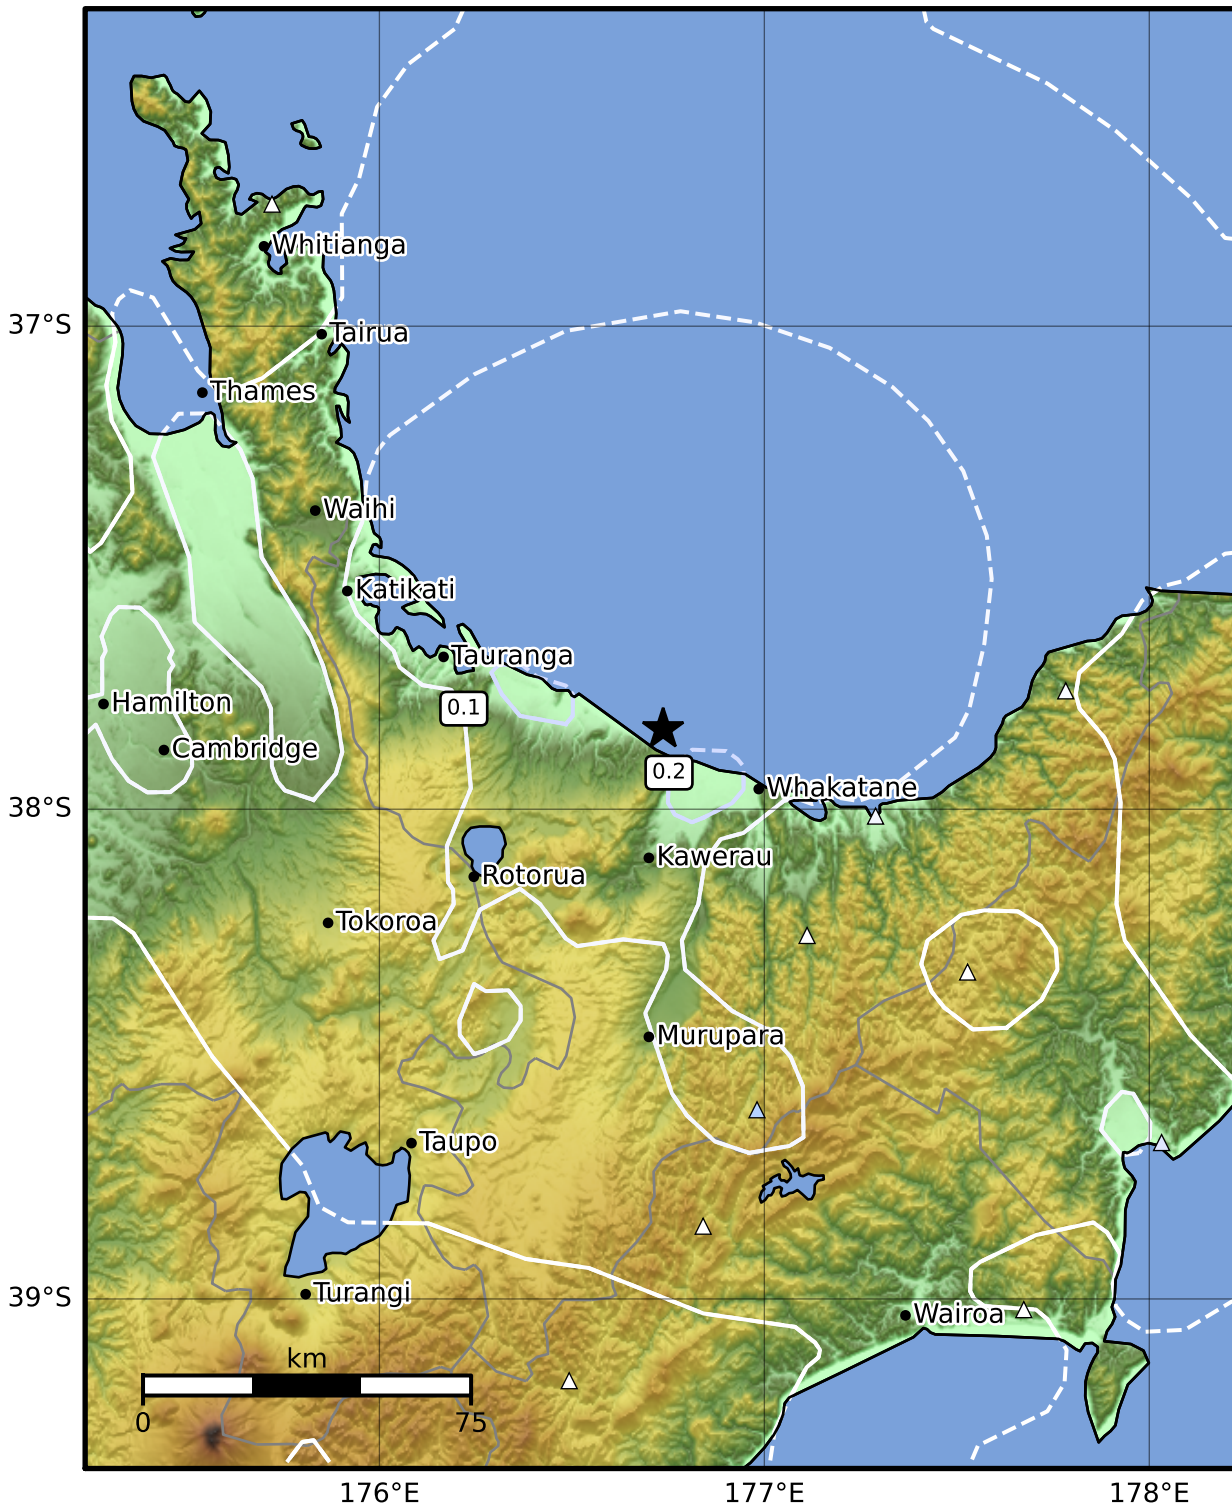 Whitianga
37°S
Tairua
Thames
Waihi
Katikati
Tauranga
Hamilton
0.1
Cambridge
0.2
Whakatane
38°S
Kawerau
Rotorua
Tokoroa
Murupara
Taupo
Turangi
39°S
Wairoa
km
0
75
176°E
177°E
178°E